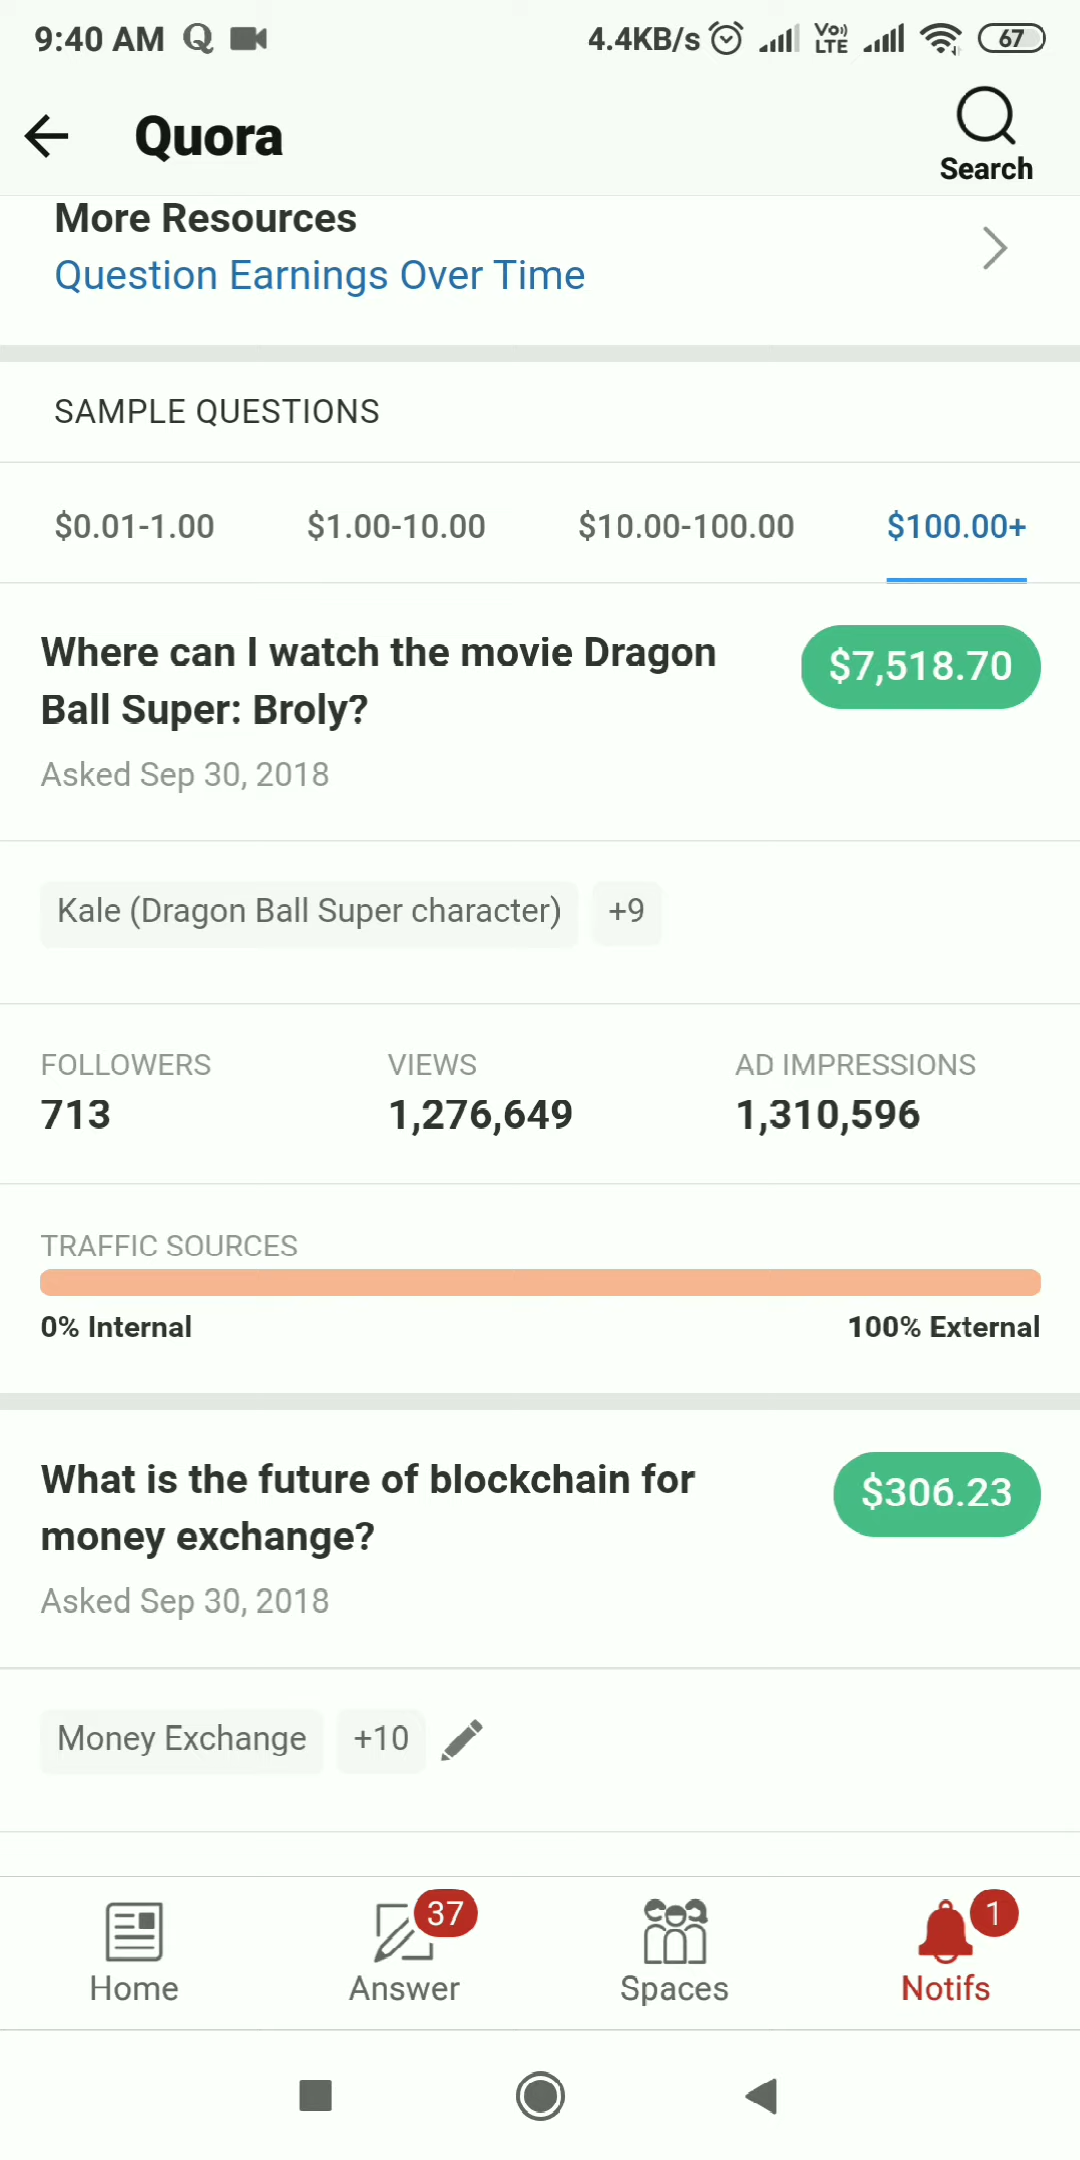 9:40 AM Q 4.4KB/s Vo)) LTE 67
Quora
Search
More Resources
Question Earnings Over Time
SAMPLE QUESTIONS
$0.01-1.00 $1.00-10.00 $10.00-100.00 $100.00+
Where can I watch the movie Dragon
Ball Super: Broly?
$7,518.70
Asked Sep 30, 2018
Kale (Dragon Ball Super character) +9
FOLLOWERS VIEWS AD IMPRESSIONS
713 1,276,649 1,310,596
TRAFFIC SOURCES
0% Internal 100% External
What is the future of blockchain for
money exchange?
$306.23
Asked Sep 30, 2018
Money Exchange +10
37 1
Home Answer Spaces Notifs